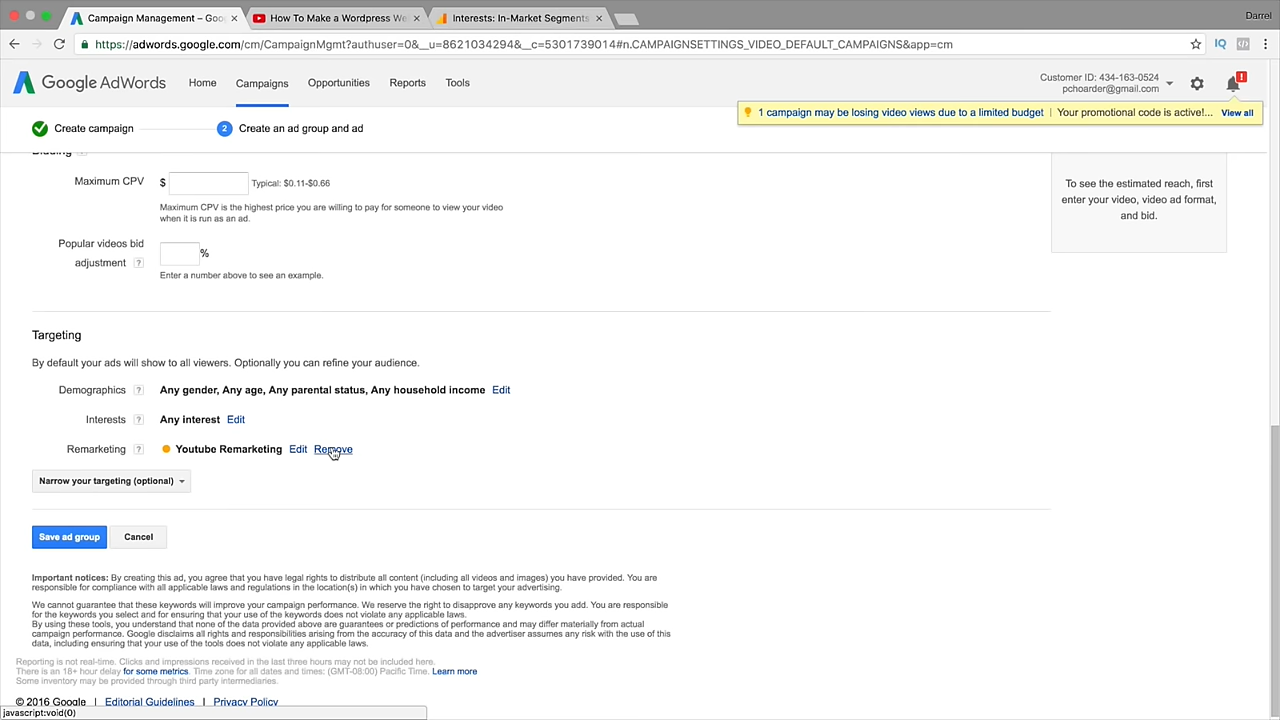 Campaign Management – Goo
How To Make a Wordpress We
Interests: In-Market Segments
Darrel
https://adwords.google.com/cm/CampaignMgmt?authuser=0&__u=8621034294&__c=5301739014#n.CAMPAIGNSETTINGS_VIDEO_DEFAULT_CAMPAIGNS&app=cm
IQ
Google AdWords
Home
Campaigns
Opportunities
Reports
Tools
Customer ID: 434-163-0524
pchoarder@gmail.com
!
1 campaign may be losing video views due to a limited budget | Your promotional code is active!... View all
Create campaign
2 Create an ad group and ad
Bidding ?
Maximum CPV $ Typical: $0.11-$0.66
Maximum CPV is the highest price you are willing to pay for someone to view your video
when it is run as an ad.
Popular videos bid
adjustment ? %
Enter a number above to see an example.
To see the estimated reach, first
enter your video, video ad format,
and bid.
Targeting
By default your ads will show to all viewers. Optionally you can refine your audience.
Demographics ? Any gender, Any age, Any parental status, Any household income Edit
Interests ? Any interest Edit
Remarketing ? Youtube Remarketing Edit Remove
Narrow your targeting (optional)
Save ad group
Cancel
Important notices: By creating this ad, you agree that you have legal rights to distribute all content (including all videos and images) you have provided. You are
responsible for compliance with all applicable laws and regulations in the location(s) in which you have chosen to target your advertising.
We cannot guarantee that these keywords will improve your campaign performance. We reserve the right to disapprove any keywords you add. You are responsible
for the keywords you select and for ensuring that your use of the keywords does not violate any applicable laws.
By using these tools, you understand that none of the data provided above are guarantees or predictions of performance and may differ materially from actual
campaign performance. Google disclaims all rights and responsibilities arising from the accuracy of this data and the advertiser assumes any risk with the use of this
data, including ensuring that your use of the tools does not violate any applicable laws.
Reporting is not real-time. Clicks and impressions received in the last three hours may not be included here.
There is an 18+ hour delay for some metrics. Time zone for all dates and times: (GMT-08:00) Pacific Time. Learn more
Some inventory may be provided through third party intermediaries.
© 2016 Google | Editorial Guidelines | Privacy Policy
javascript:void(0)